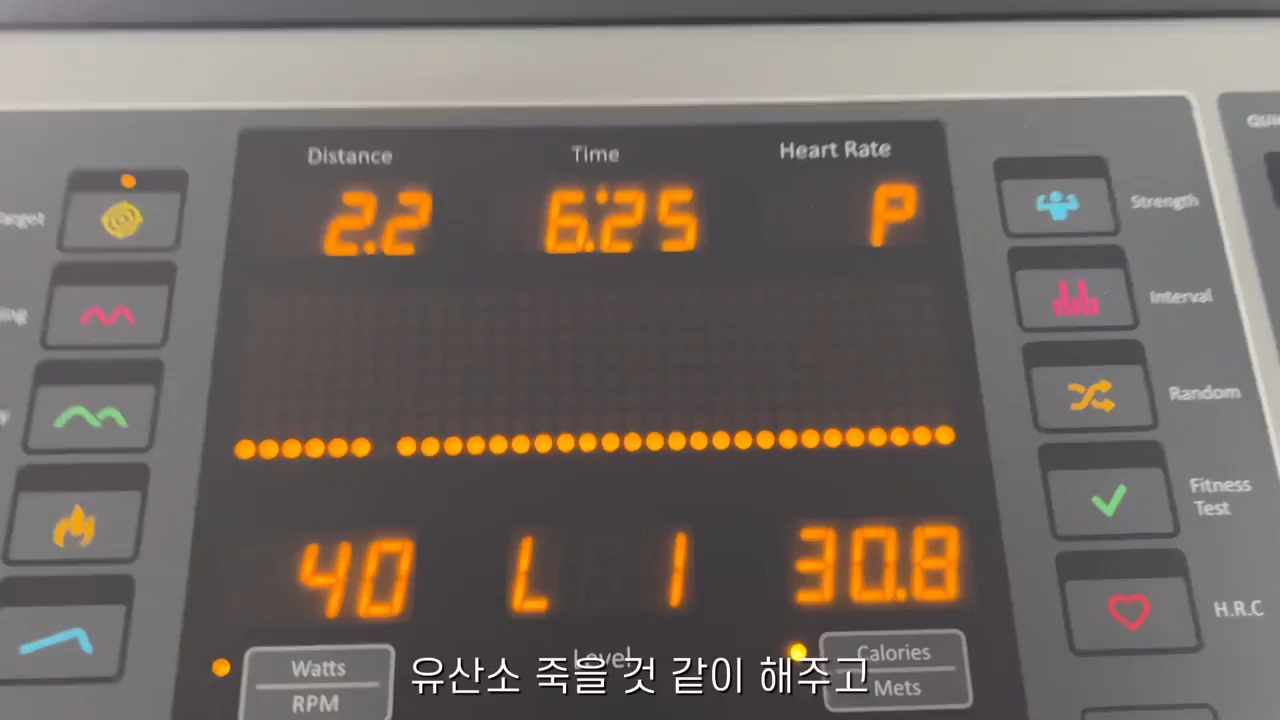 Distance
Time
Heart Rate
2.2
6:25
P
Target
Strength
Interval
Random
Fitness
Test
H.R.C
40
L 1
30.8
Watts
RPM
Level
Calories
Mets
유산소 죽을 것 같이 해주고